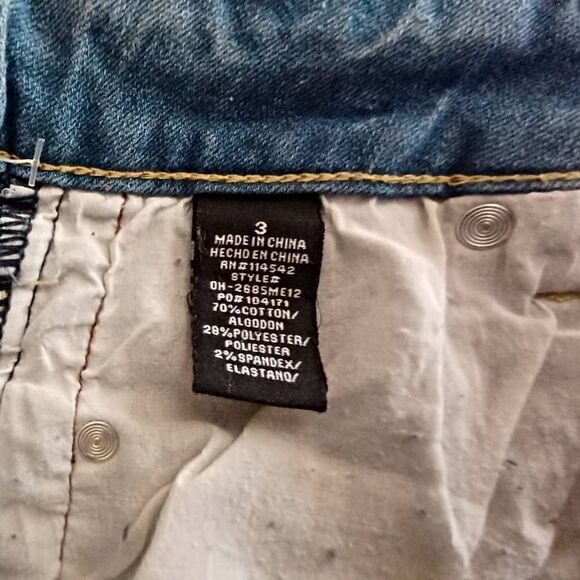 3
MADE IN CHINA
HECHO EN CHINA
RN#114542
STYLE#
OH-2685ME12
PO#104171
70%COTTON/
ALGODON
28%POLYESTER/
POLIESTER
2%SPANDEX/
ELASTANO/